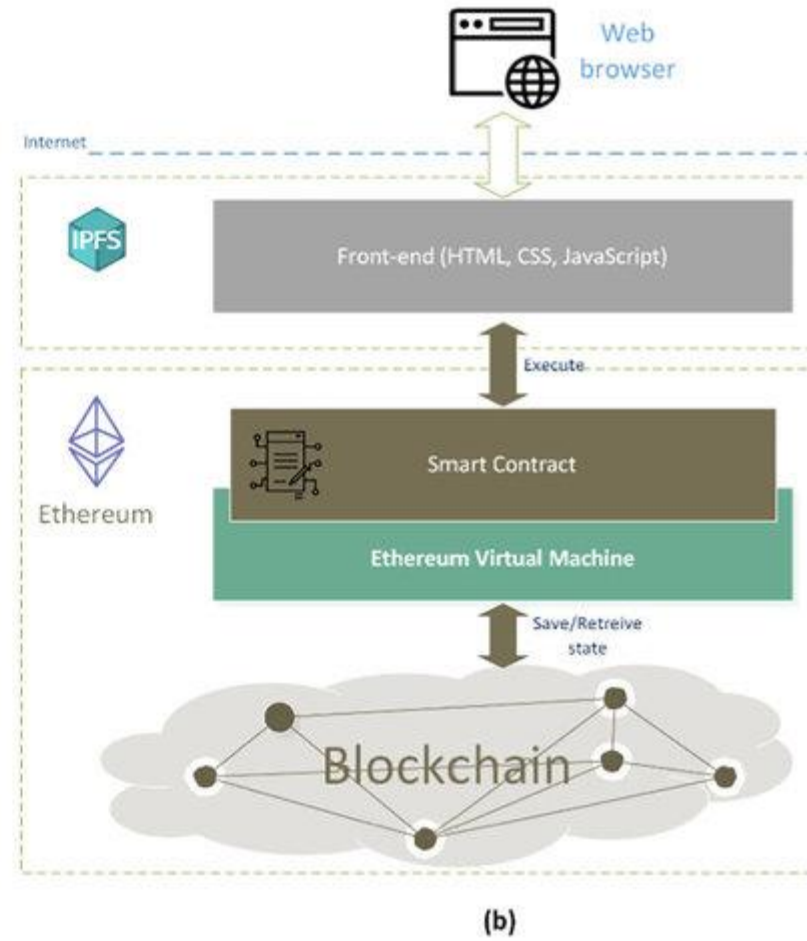 Web
browser
Internet
IPFS
Front-end (HTML, CSS, JavaScript)
Execute
Smart Contract
Ethereum
Ethereum Virtual Machine
Save/Retreive
state
Blockchain
(b)